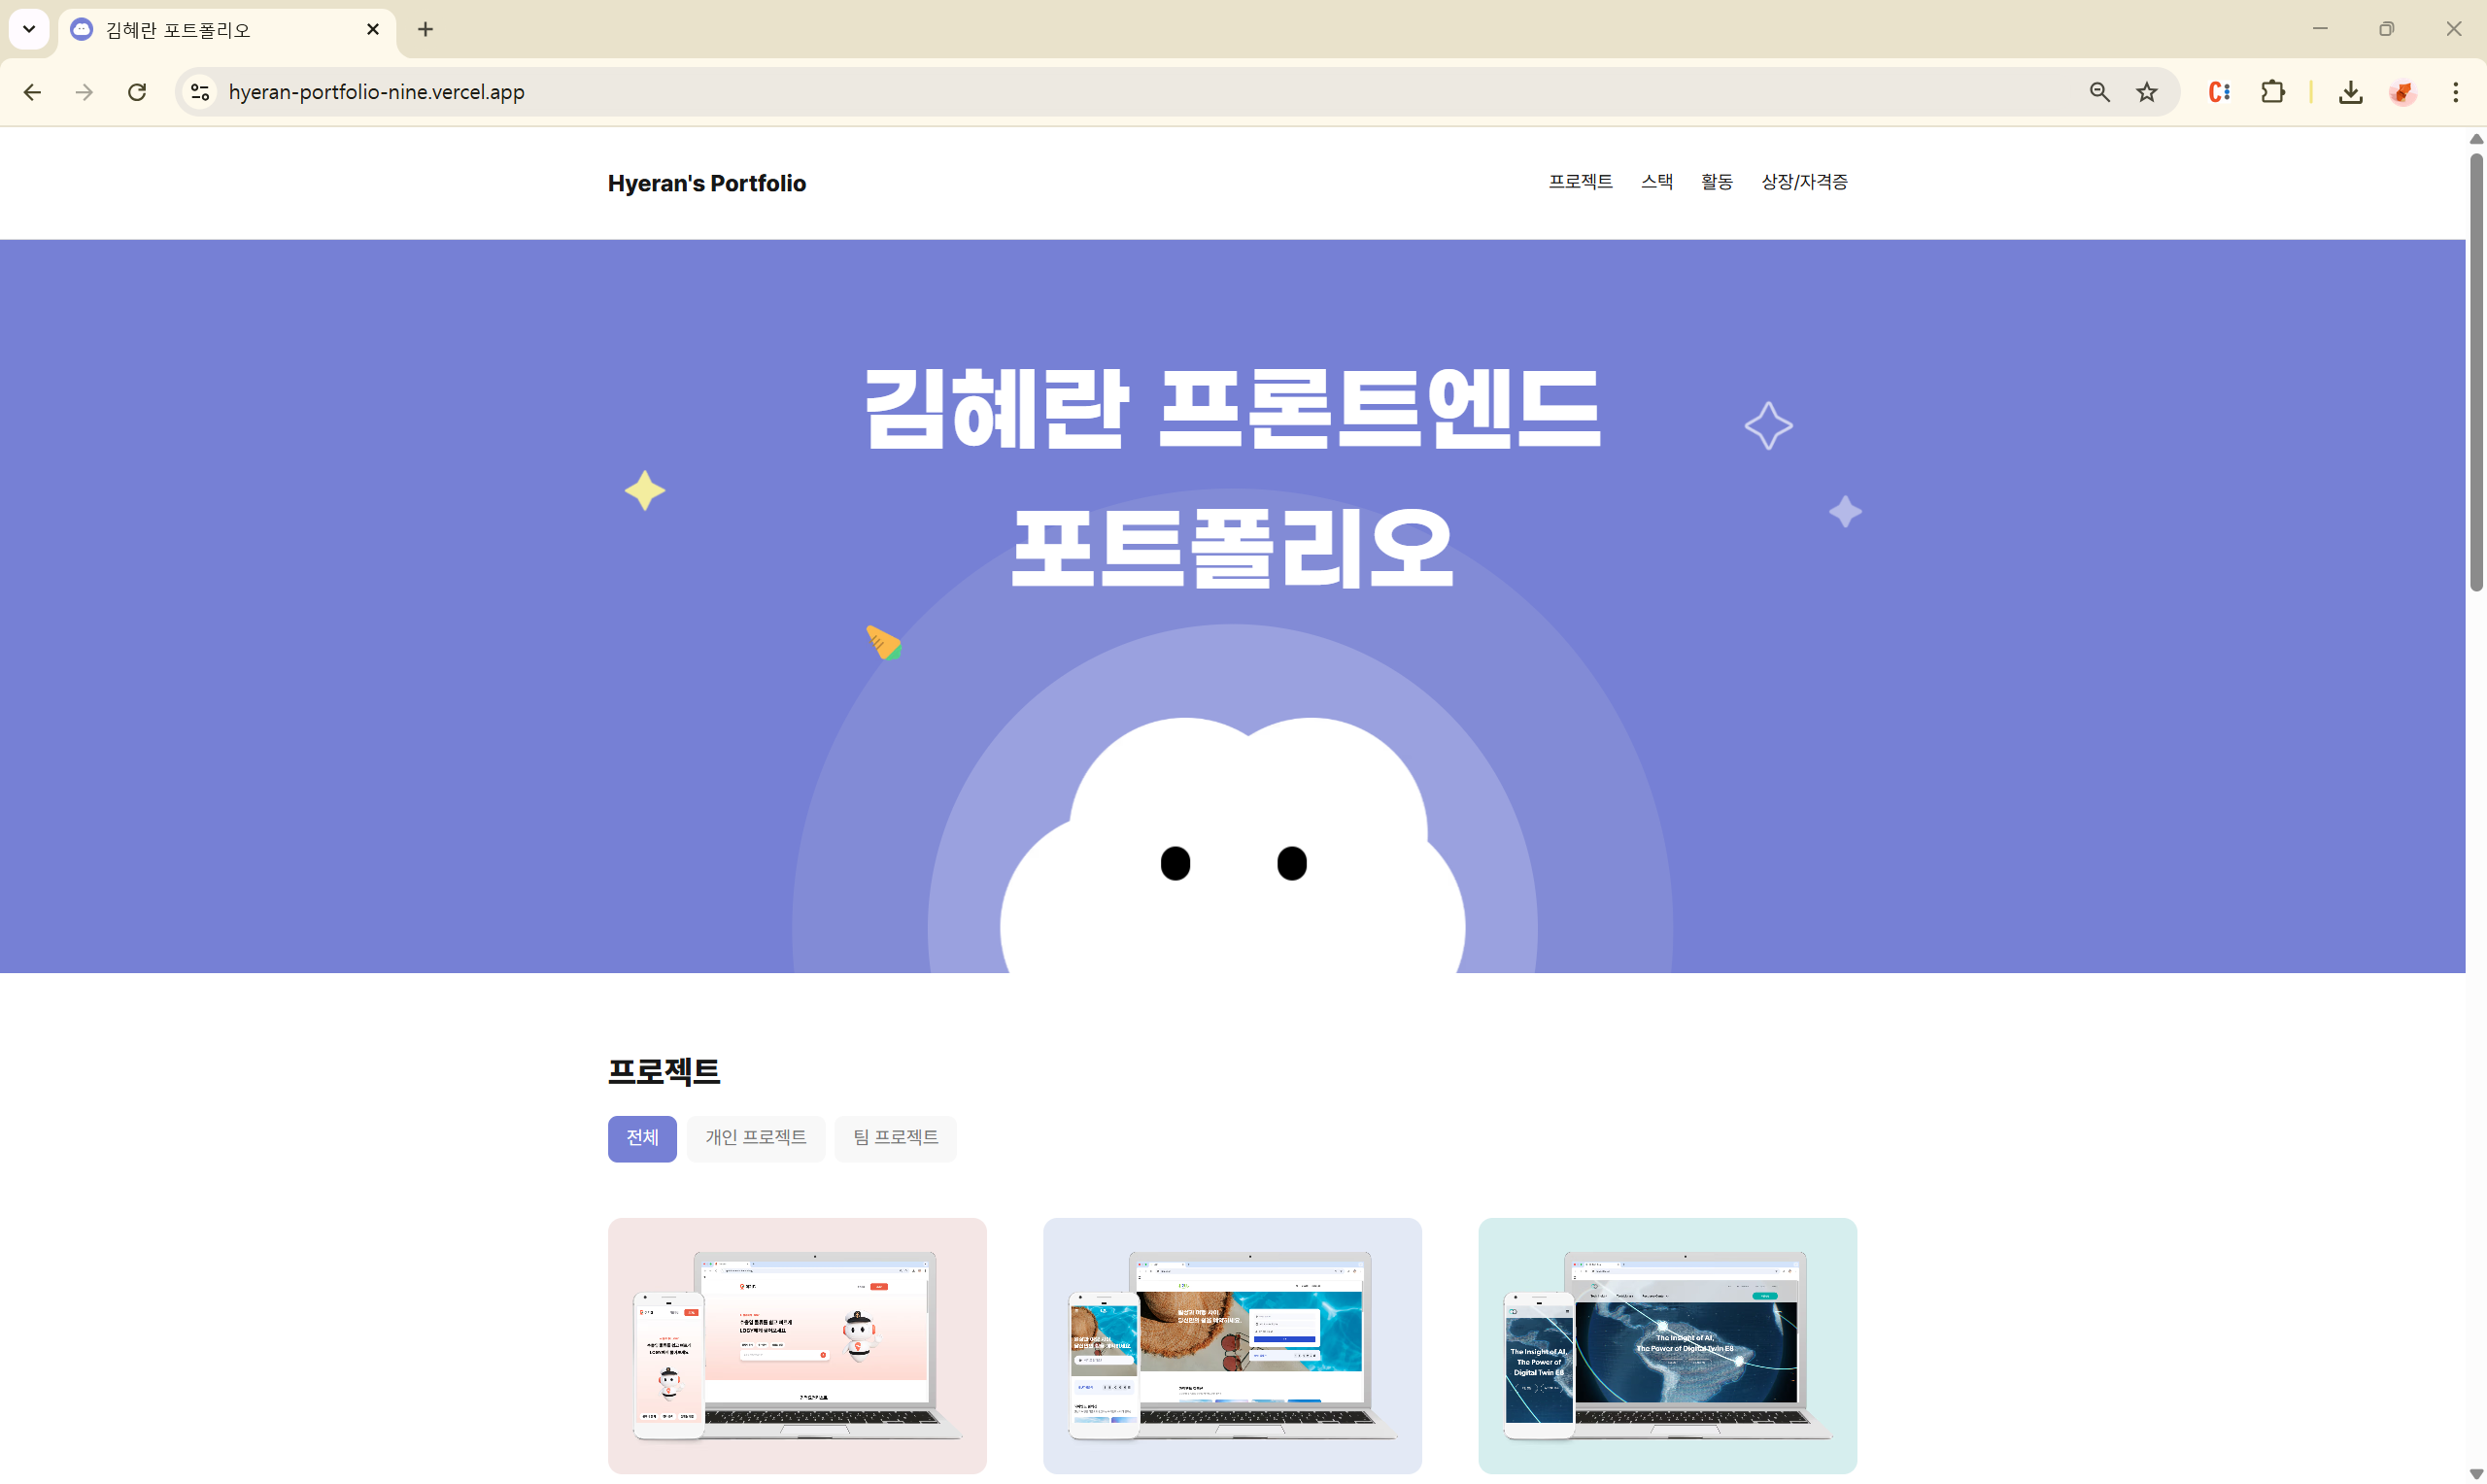 김혜란 포트폴리오
hyeran-portfolio-nine.vercel.app
Hyeran's Portfolio
프로젝트 스택 활동 상장/자격증
김혜란 프론트엔드
포트폴리오
프로젝트
전체 개인 프로젝트 팀 프로젝트
The Insight of AI,
The Power of Digital Twin E8
The Insight of AI,
The Power of
Digital Twin E8